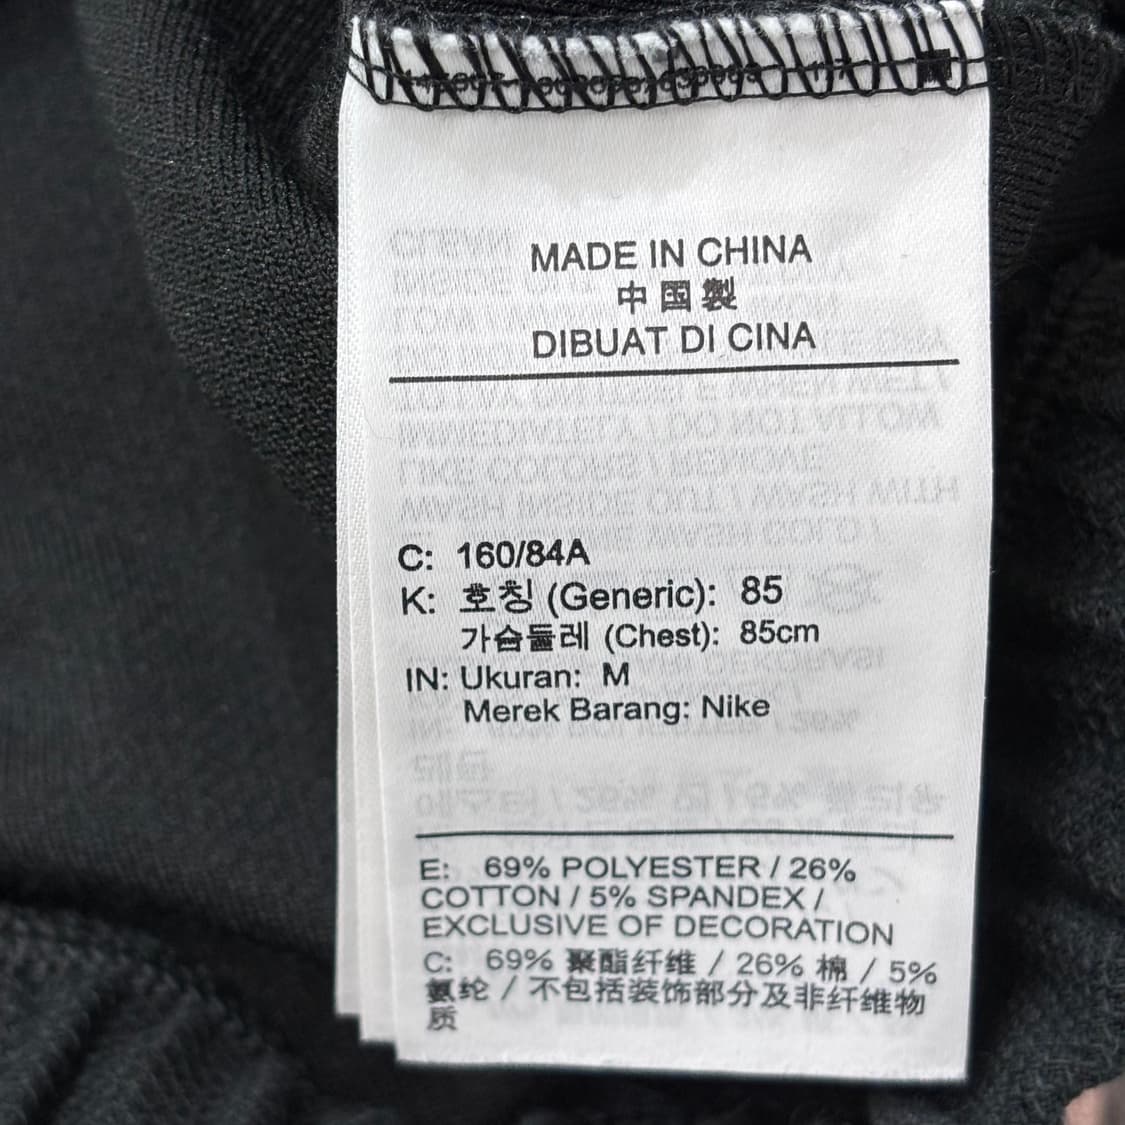 MADE IN CHINA
中国製
DIBUAT DI CINA
C: 160/84A
K: 호칭 (Generic): 85
가슴둘레 (Chest): 85cm
IN: Ukuran: M
Merek Barang: Nike
E: 69% POLYESTER / 26%
COTTON / 5% SPANDEX /
EXCLUSIVE OF DECORATION
C: 69% 聚酯纤维 / 26% 棉 / 5%
氨纶 / 不包括装饰部分及非纤维物
质